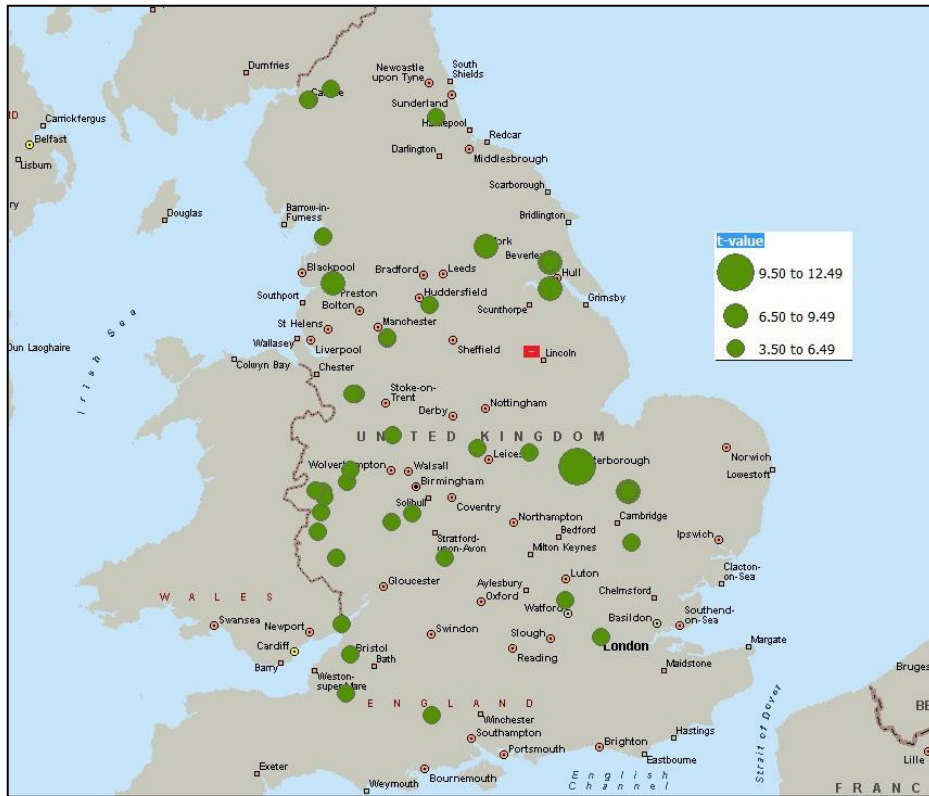 Dumfries
Newcastle
upon Tyne
South
Shields
Carrickfergus
Belfast
Sunderland
Lisburn
Redcar
Darlington
Middlesbrough
Scarborough
Douglas
Barrow-in-
Furness
Bridlington
Beverley
t-value
Blackpool
Bradford
Leeds
Hull
9.50 to 12.49
Southport
Preston
Huddersfield
Scunthorpe
Grimsby
Bolton
6.50 to 9.49
St Helens
Manchester
Irish Sea
Dun Laoghaire
Wallasey
Liverpool
Sheffield
Lincoln
3.50 to 6.49
Colwyn Bay
Chester
Stoke-on-
Trent
Derby
Nottingham
UNITED KINGDOM
Norwich
Lowestoft
Wolverhampton
Walsall
Birmingham
Solihull
Coventry
Northampton
Cambridge
Bedford
Ipswich
Stratford-
upon-Avon
Milton Keynes
Clacton-
on-Sea
Gloucester
Luton
Aylesbury
Chelmsford
WALES
Oxford
Watford
Swansea
Newport
Basildon
Southend-
on-Sea
Swindon
Slough
Cardiff
Bristol
London
Margate
Barry
Bath
Reading
Maidstone
Weston-
super-Mare
Bruges
ENGLAND
Strait of Dover
BE
Winchester
Southampton
Hastings
Portsmouth
Brighton
Eastbourne
Lille
Exeter
Bournemouth
English
Channel
Weymouth
FRANC